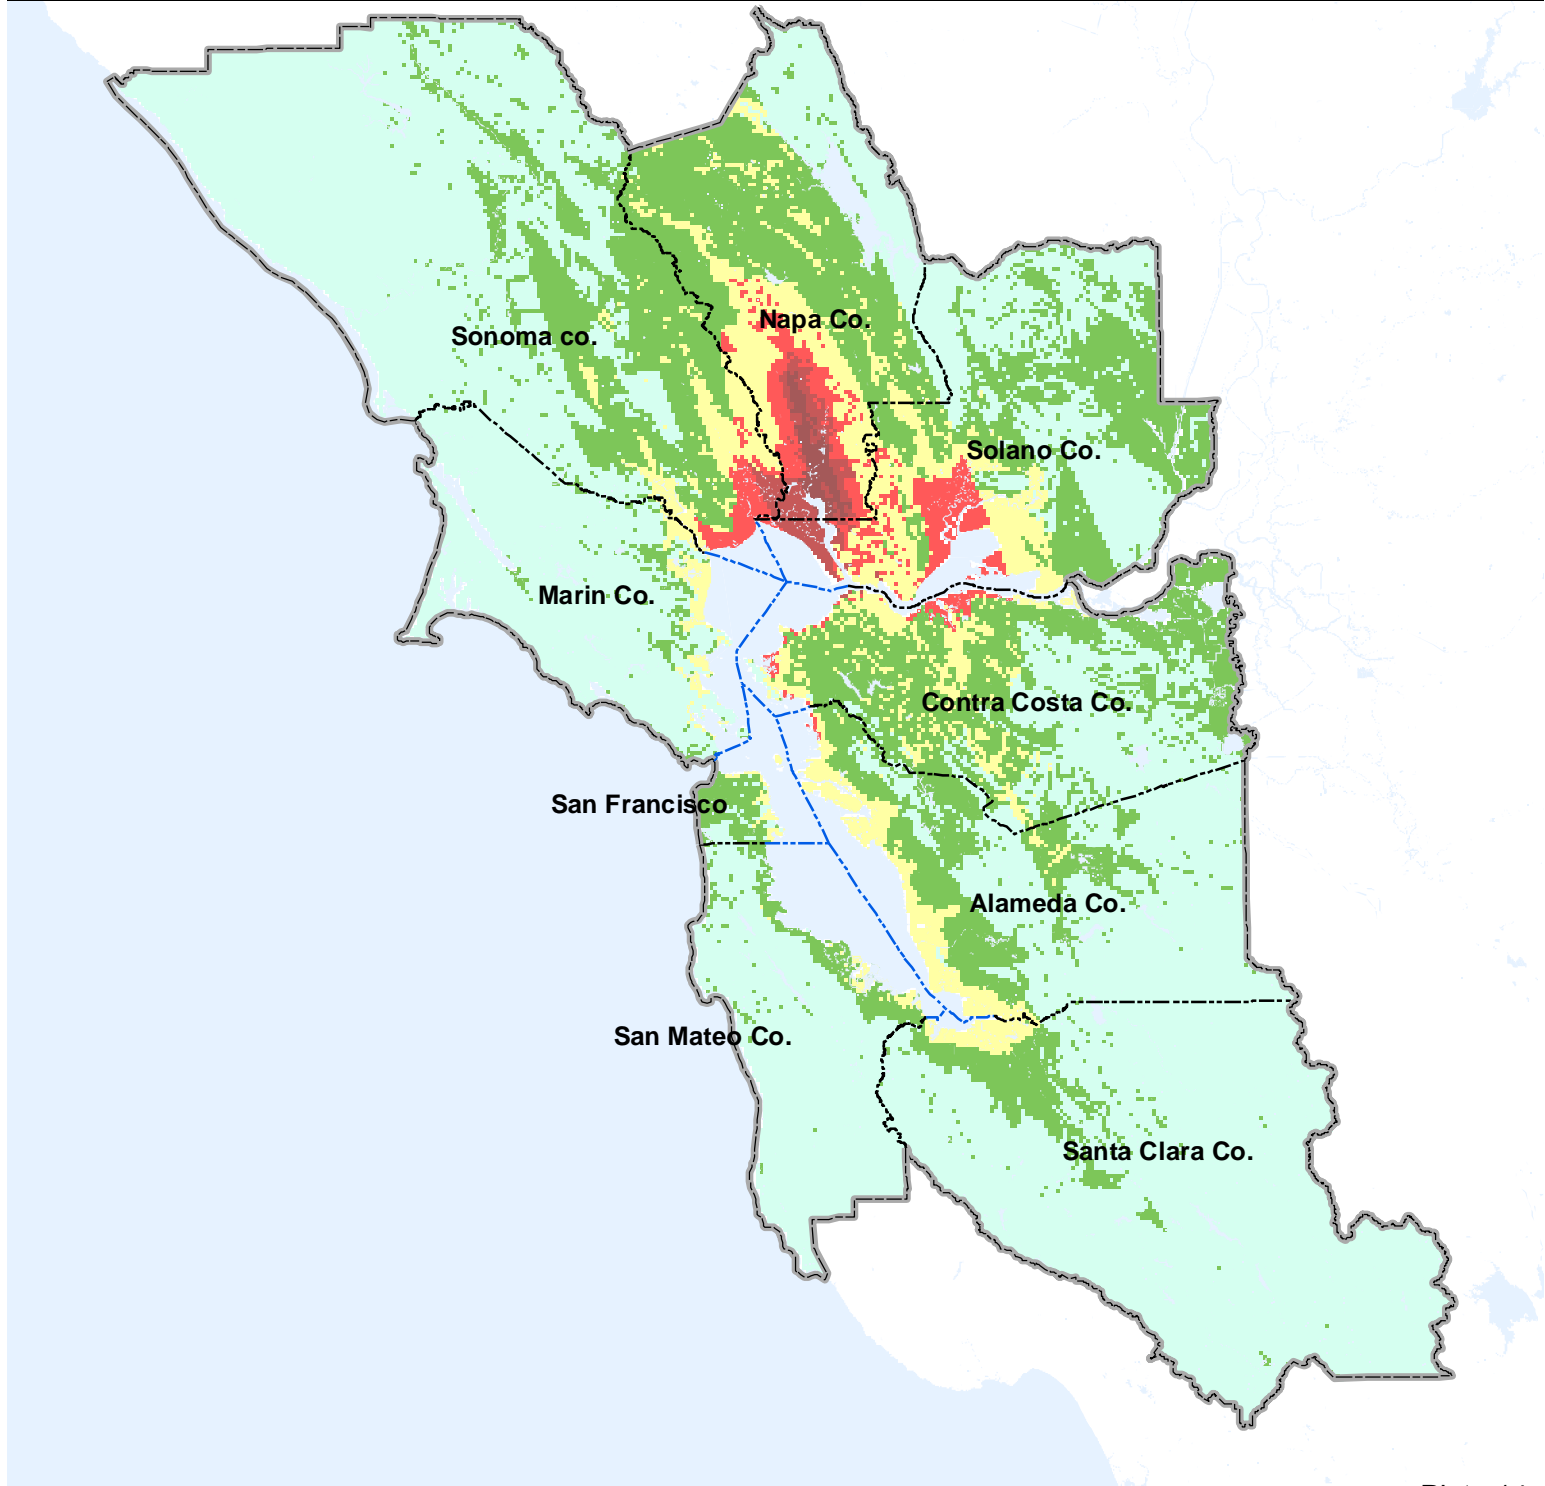 Napa Co.
Sonoma co.
Solano Co.
Marin Co.
Contra Costa Co.
San Francisco
Alameda Co.
San Mateo Co.
Santa Clara Co.